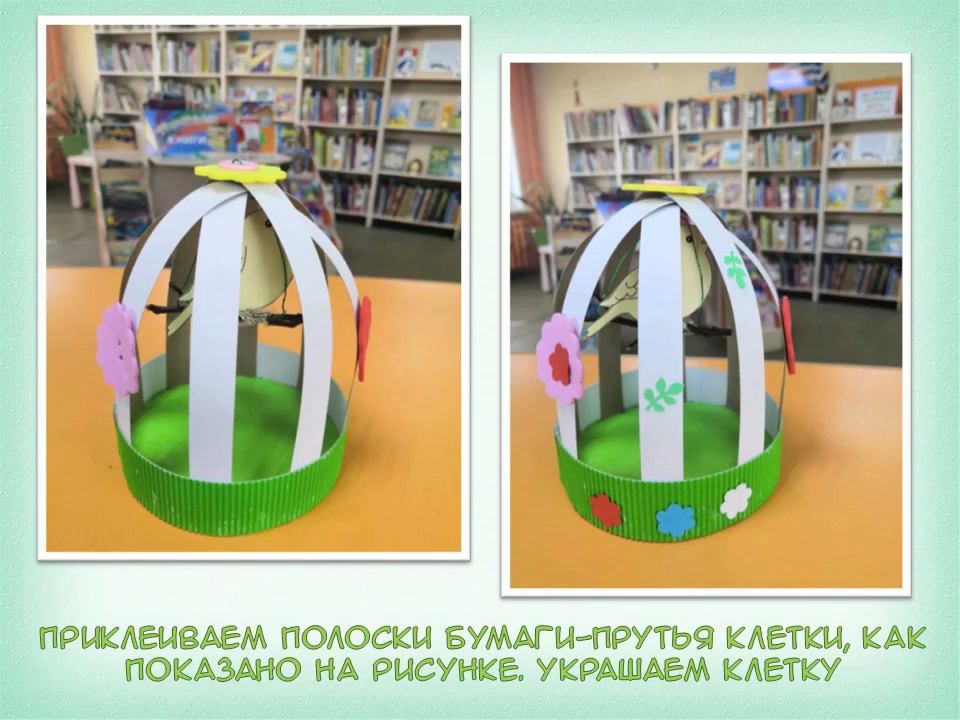 ПРИКЛЕИВАЕМ ПОЛОСКИ БУМАГИ-ПРУТЬЯ КЛЕТКИ, КАК
ПОКАЗАНО НА РИСУНКЕ. УКРАШАЕМ КЛЕТКУ